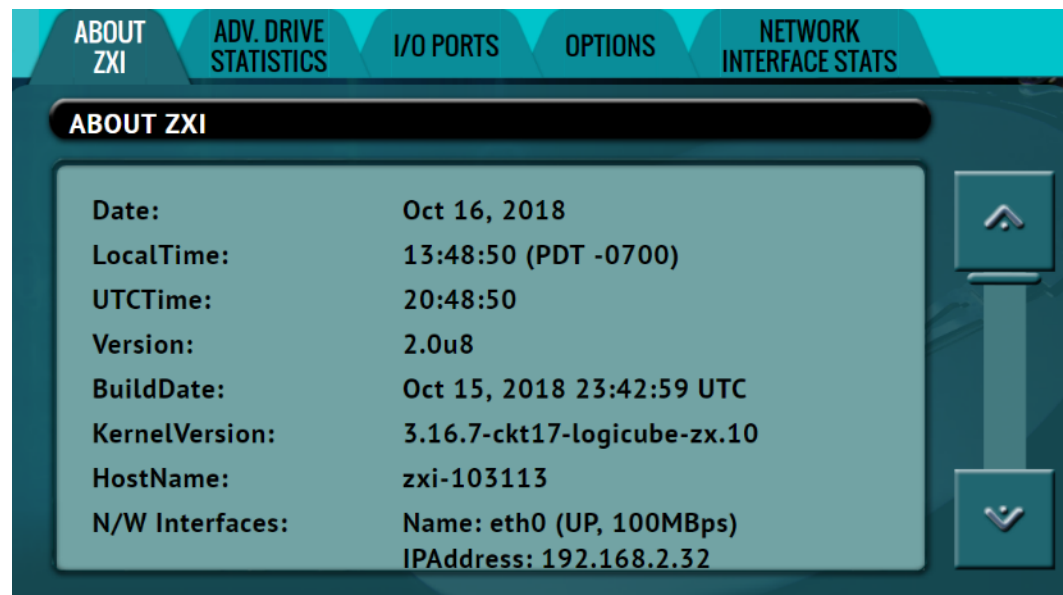 ABOUT ZXI
ADV. DRIVE STATISTICS
I/O PORTS
OPTIONS
NETWORK INTERFACE STATS
ABOUT ZXI
Date: Oct 16, 2018
LocalTime: 13:48:50 (PDT -0700)
UTCTime: 20:48:50
Version: 2.0u8
BuildDate: Oct 15, 2018 23:42:59 UTC
KernelVersion: 3.16.7-ckt17-logicube-zx.10
HostName: zxi-103113
N/W Interfaces: Name: eth0 (UP, 100MBps)
IPAddress: 192.168.2.32